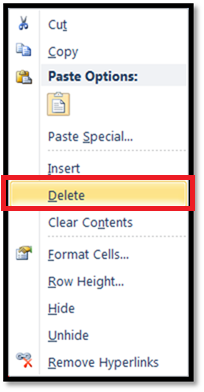 Cut
Copy
Paste Options:
Paste Special...
Insert
Delete
Clear Contents
Format Cells...
Row Height...
Hide
Unhide
Remove Hyperlinks